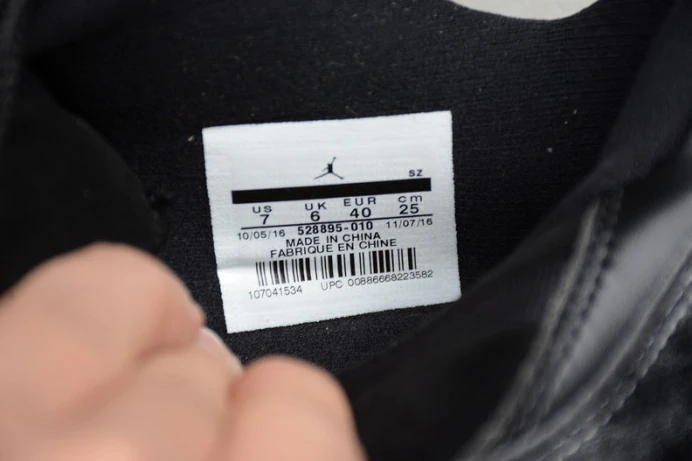 SZ
US UK EUR cm
7 6 40 25
10/05/16 528895-010 11/07/16
MADE IN CHINA
FABRIQUE EN CHINE
107041534 UPC 00886668223582